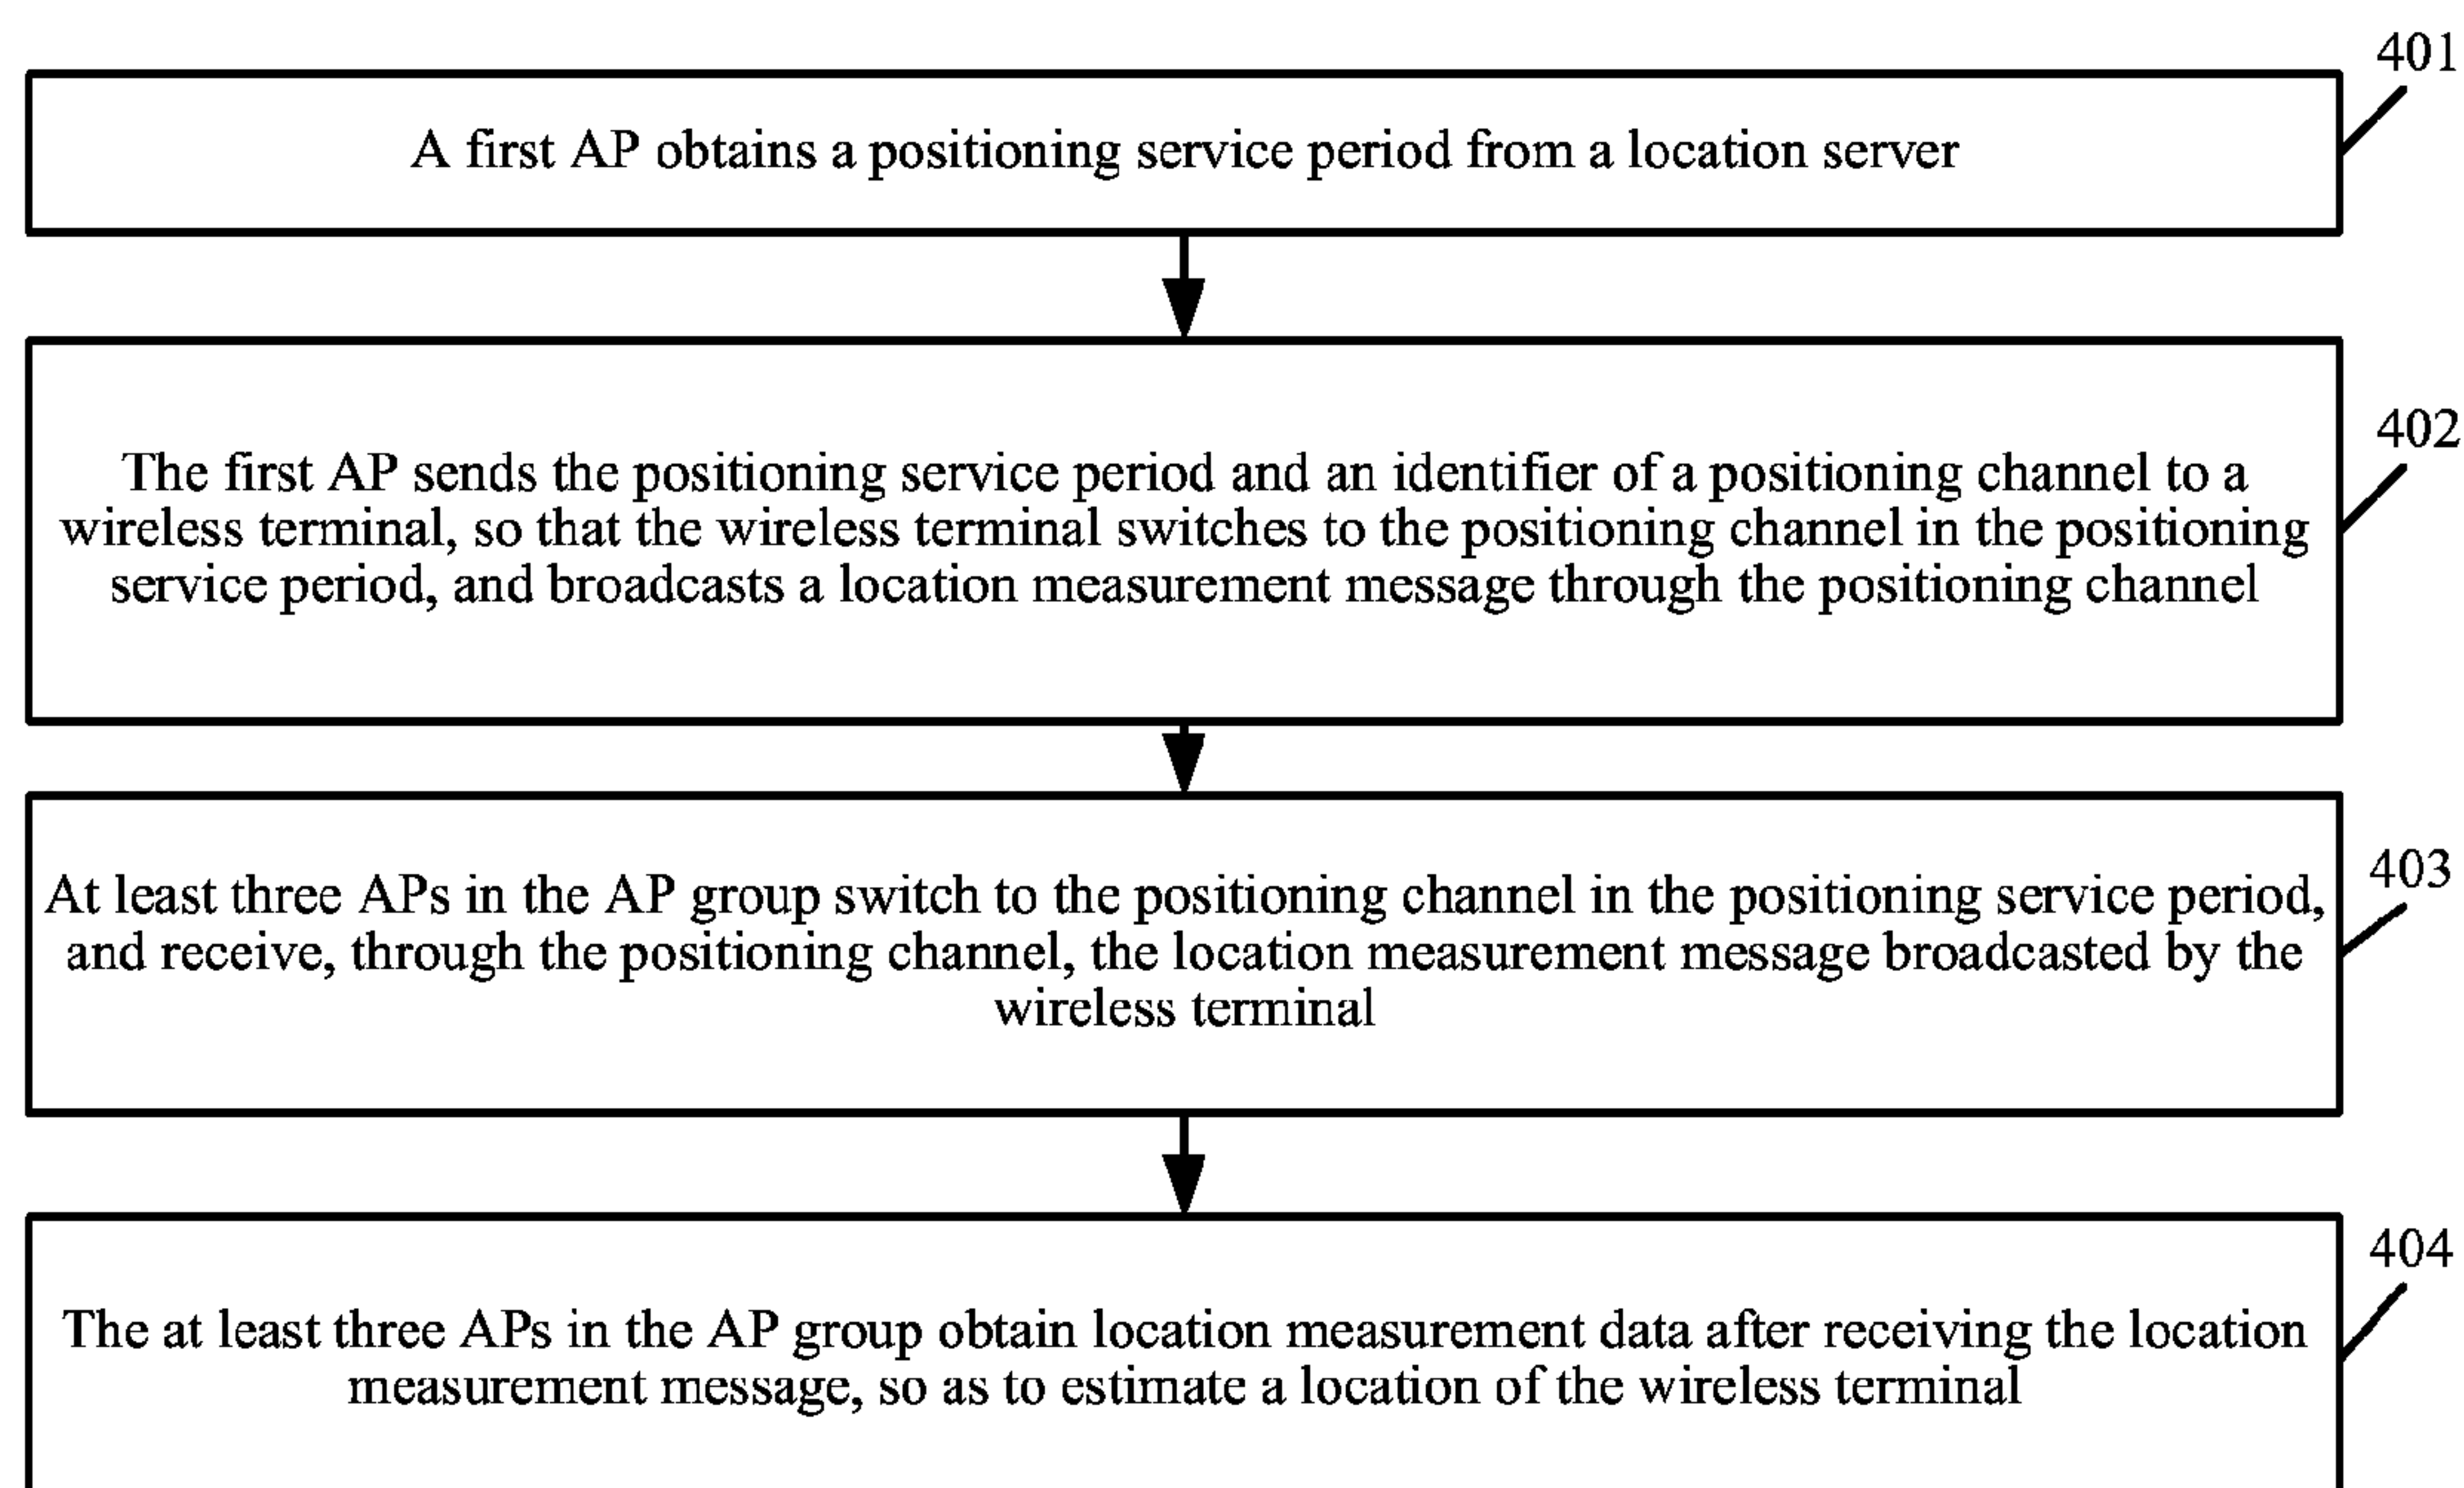 401
A first AP obtains a positioning service period from a location server
402
The first AP sends the positioning service period and an identifier of a positioning channel to a
wireless terminal, so that the wireless terminal switches to the positioning channel in the positioning
service period, and broadcasts a location measurement message through the positioning channel
403
At least three APs in the AP group switch to the positioning channel in the positioning service period,
and receive, through the positioning channel, the location measurement message broadcasted by the
wireless terminal
404
The at least three APs in the AP group obtain location measurement data after receiving the location
measurement message, so as to estimate a location of the wireless terminal